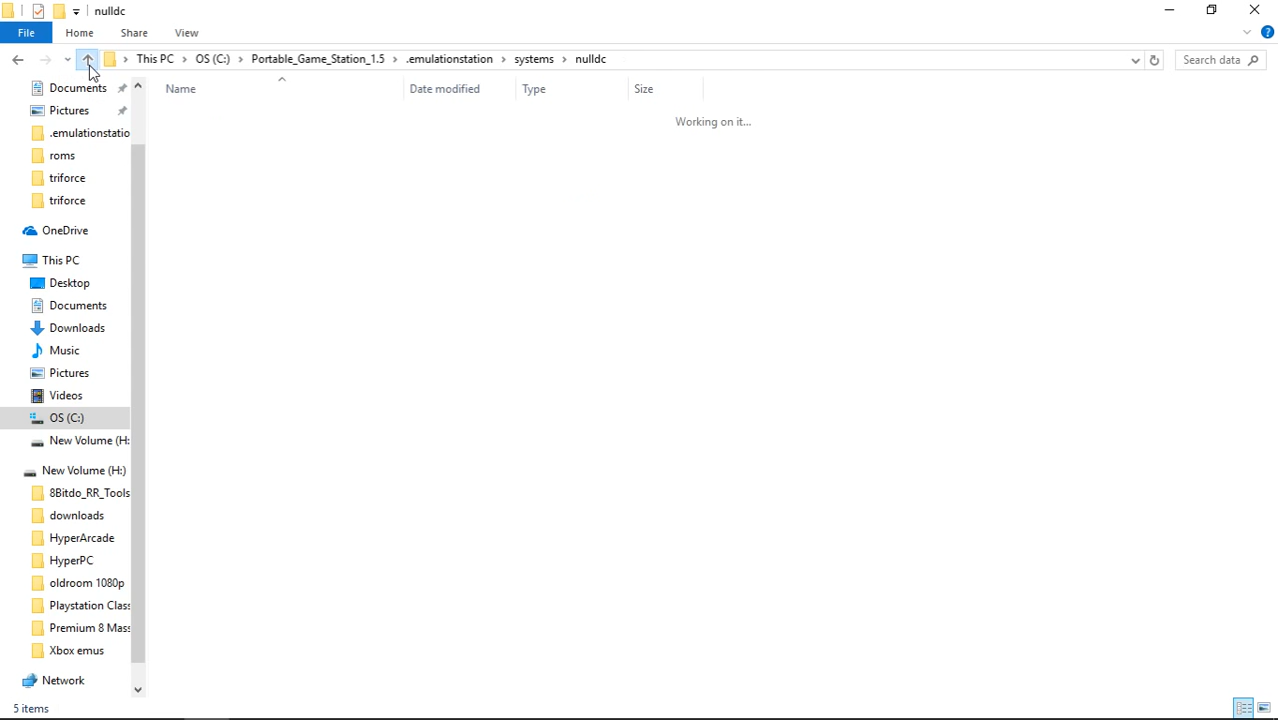 nulldc
File Home Share View
This PC OS (C:) Portable_Game_Station_1.5 .emulationstation systems nulldc
Search data
Name Date modified Type Size
Working on it...
Documents
Pictures
.emulationstatio
roms
triforce
triforce
OneDrive
This PC
Desktop
Documents
Downloads
Music
Pictures
Videos
OS (C:)
New Volume (H:
New Volume (H:)
8Bitdo_RR_Tools
downloads
HyperArcade
HyperPC
oldroom 1080p
Playstation Clas
Premium 8 Mas
Xbox emus
Network
5 items